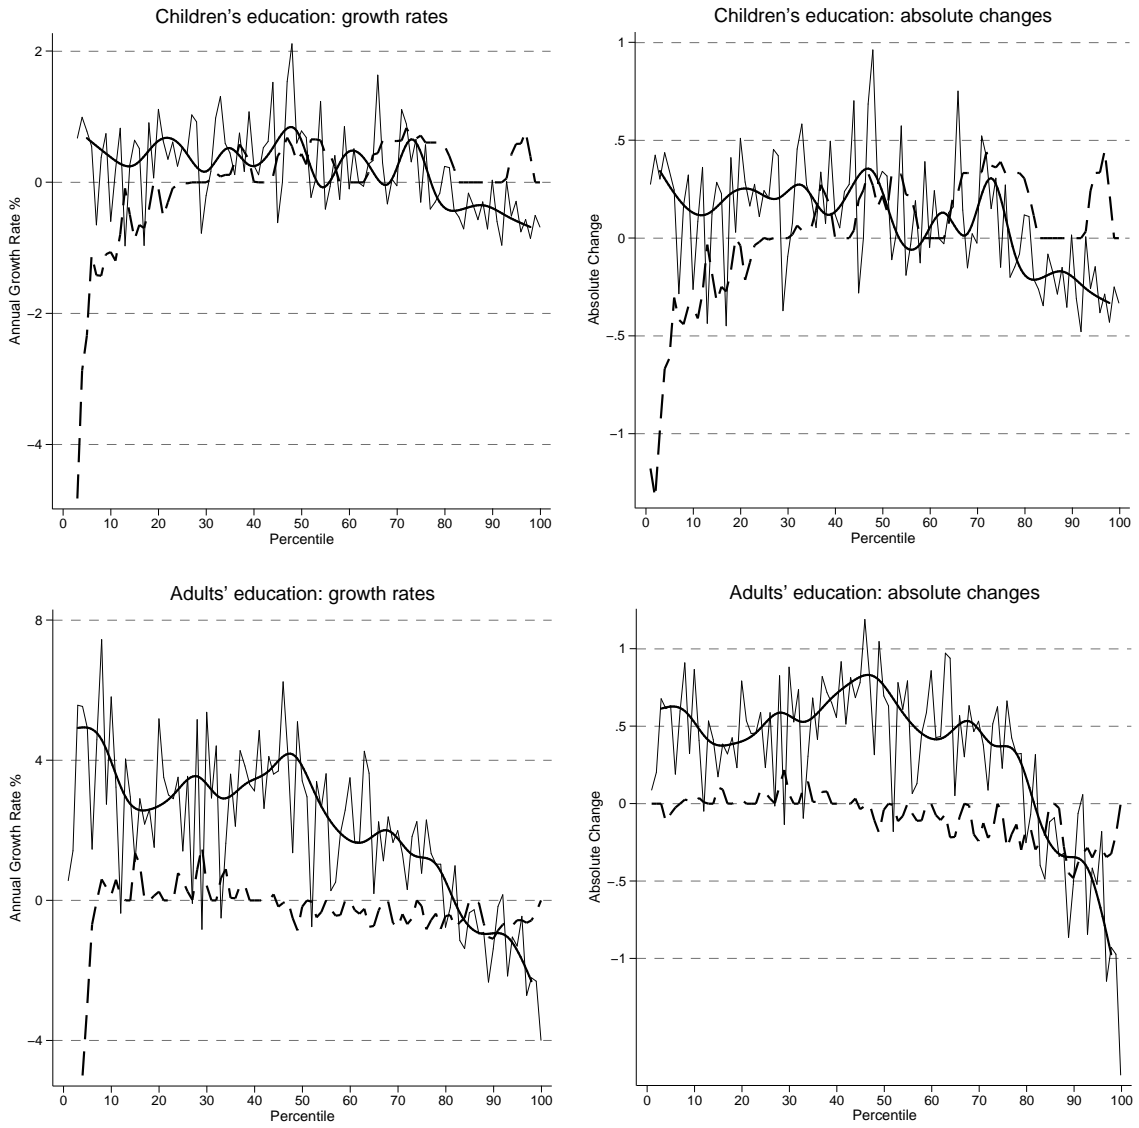 Children’s education: growth rates
Annual Growth Rate %
2
0
−2
−4
0 10 20 30 40 50 60 70 80 90 100
Percentile
Children’s education: absolute changes
Absolute Change
1
.5
0
−.5
−1
0 10 20 30 40 50 60 70 80 90 100
Percentile
Adults’ education: growth rates
Annual Growth Rate %
8
4
0
−4
0 10 20 30 40 50 60 70 80 90 100
Percentile
Adults’ education: absolute changes
Absolute Change
1
.5
0
−.5
−1
0 10 20 30 40 50 60 70 80 90 100
Percentile